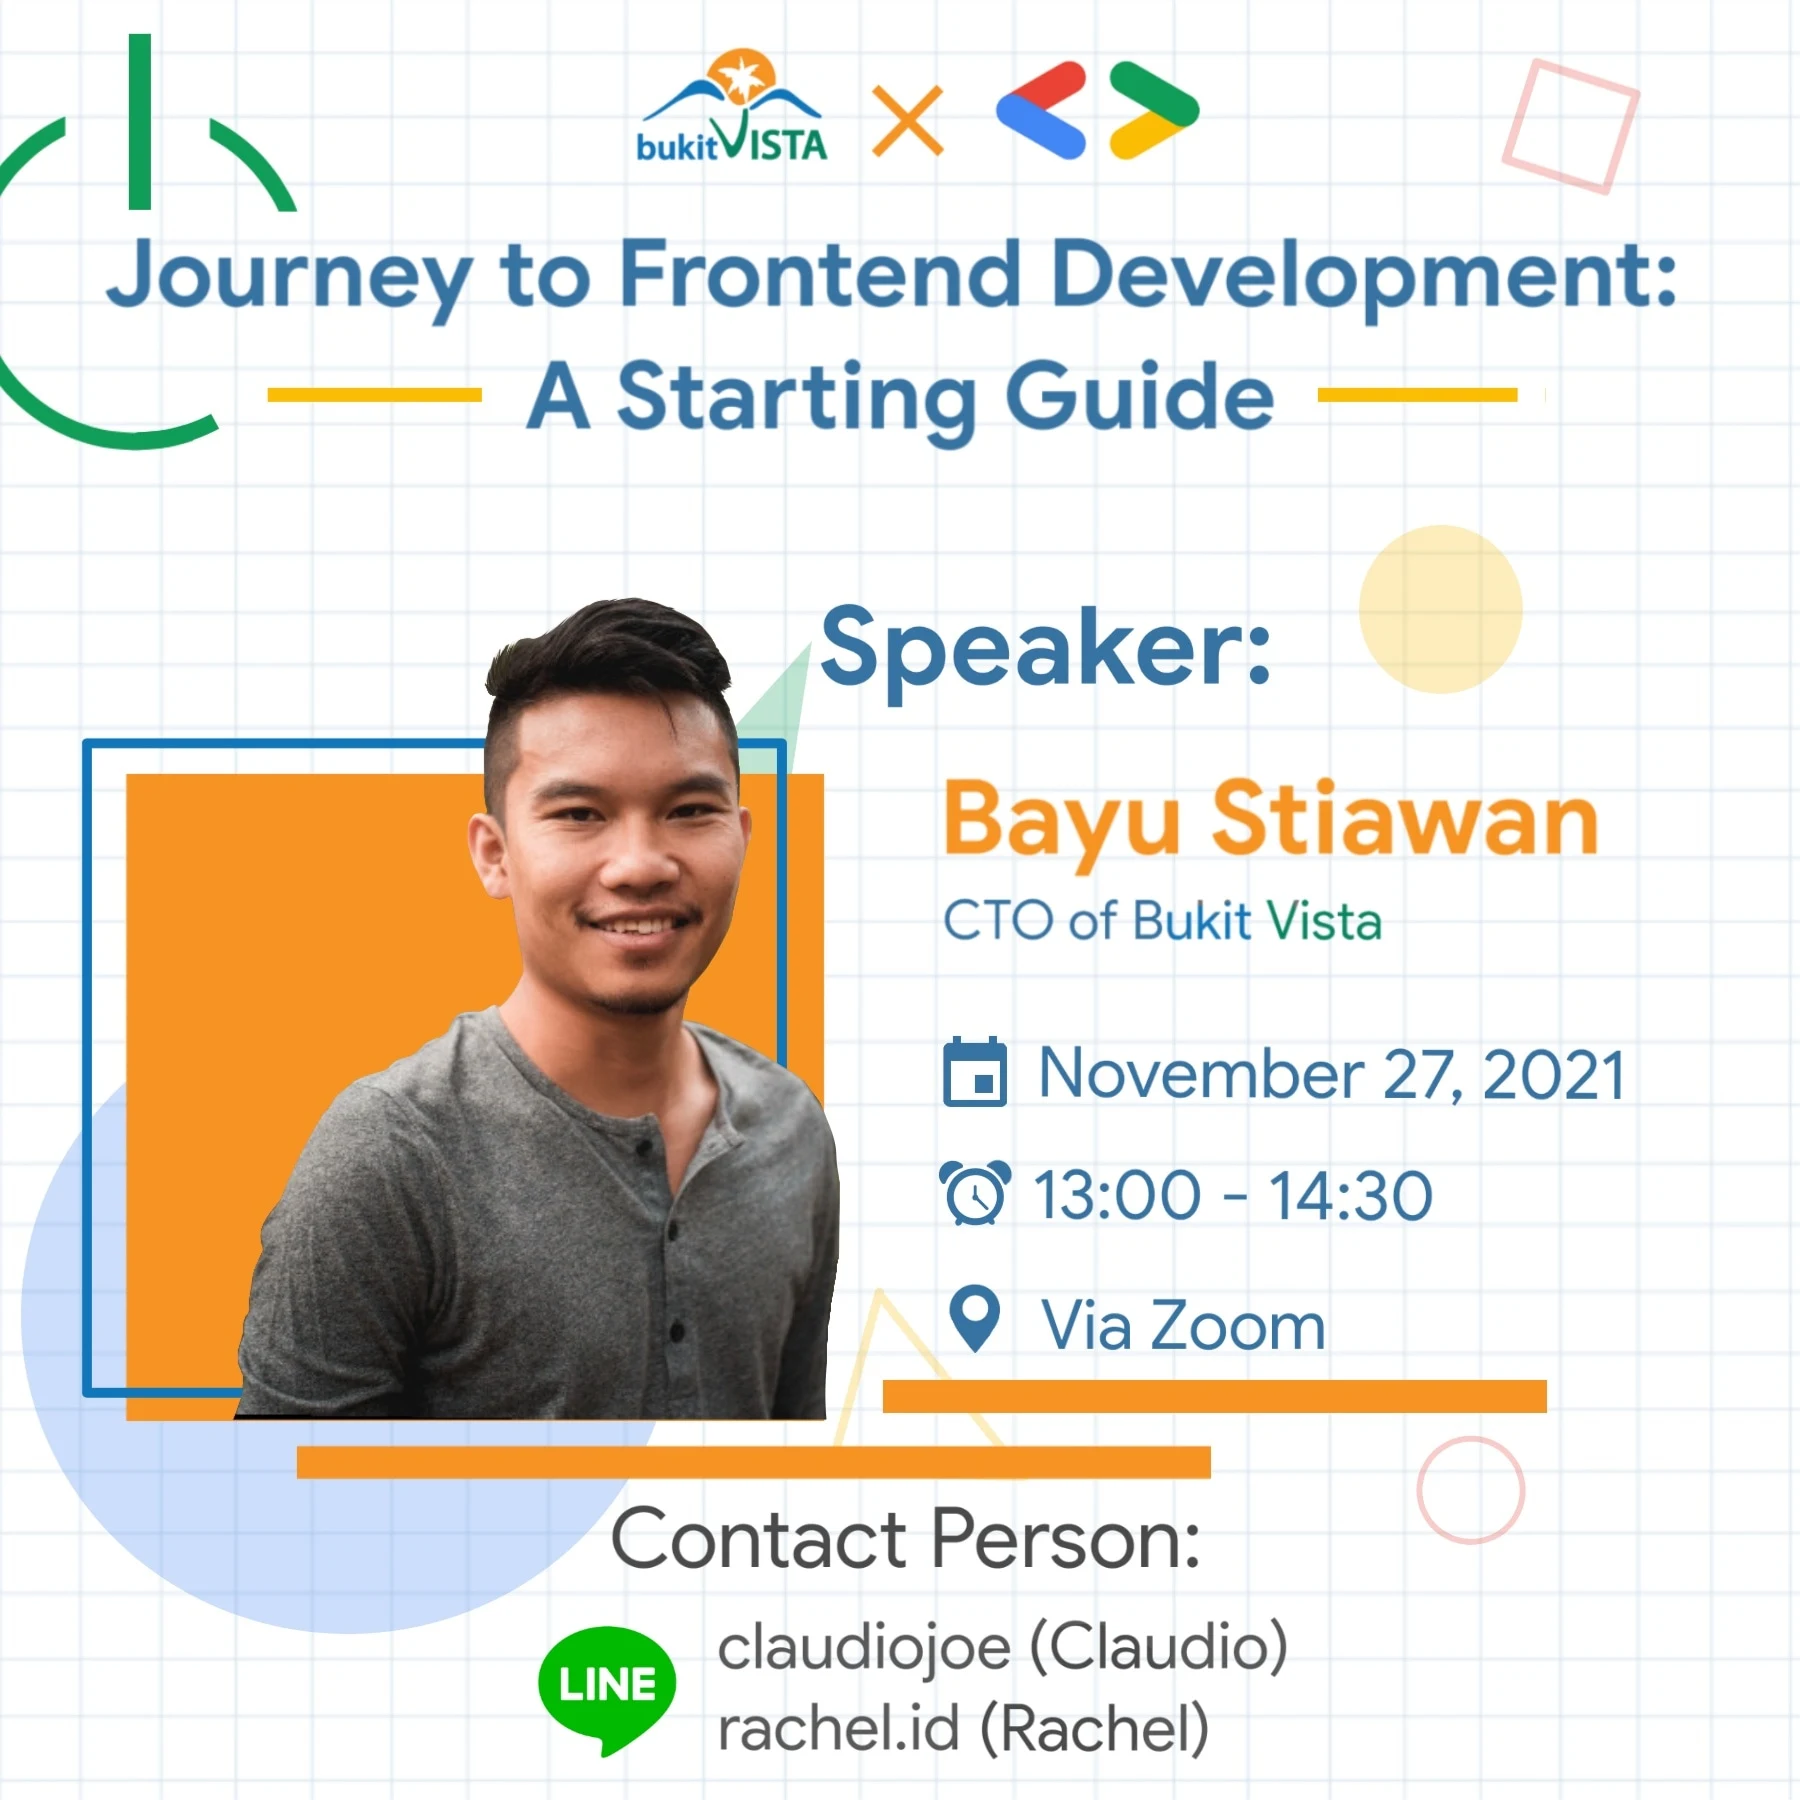 bukitVISTA
Journey to Frontend Development:
A Starting Guide
Speaker:
Bayu Stiawan
CTO of Bukit Vista
November 27, 2021
13:00 - 14:30
Via Zoom
Contact Person:
LINE
claudiojoe (Claudio)
rachel.id (Rachel)